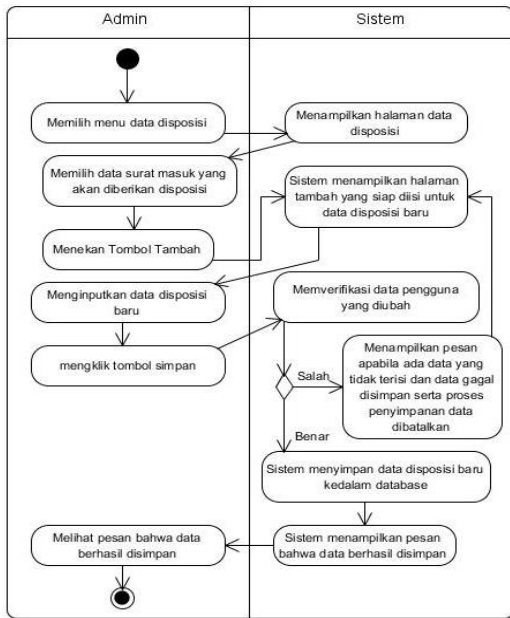 Admin
Sistem
Memilih menu data disposisi
Menampilkan halaman data
disposisi
Memilih data surat masuk yang
akan diberikan disposisi
Sistem menampilkan halaman
tambah yang siap diisi untuk
data disposisi baru
Menekan Tombol Tambah
Menginputkan data disposisi
baru
Memverifikasi data pengguna
yang diubah
mengklik tombol simpan
Salah
Menampilkan pesan
apabila ada data yang
tidak terisi dan data gagal
disimpan serta proses
penyimpanan data
dibatalkan
Benar
Sistem menyimpan data disposisi baru
kedalam database
Melihat pesan bahwa data
berhasil disimpan
Sistem menampilkan pesan
bahwa data berhasil disimpan